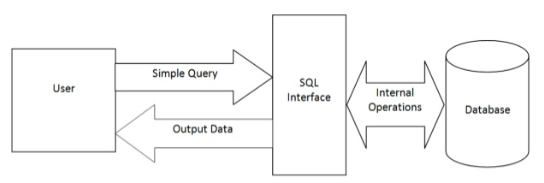 User
Simple Query
Output Data
SQL
Interface
Internal
Operations
Database